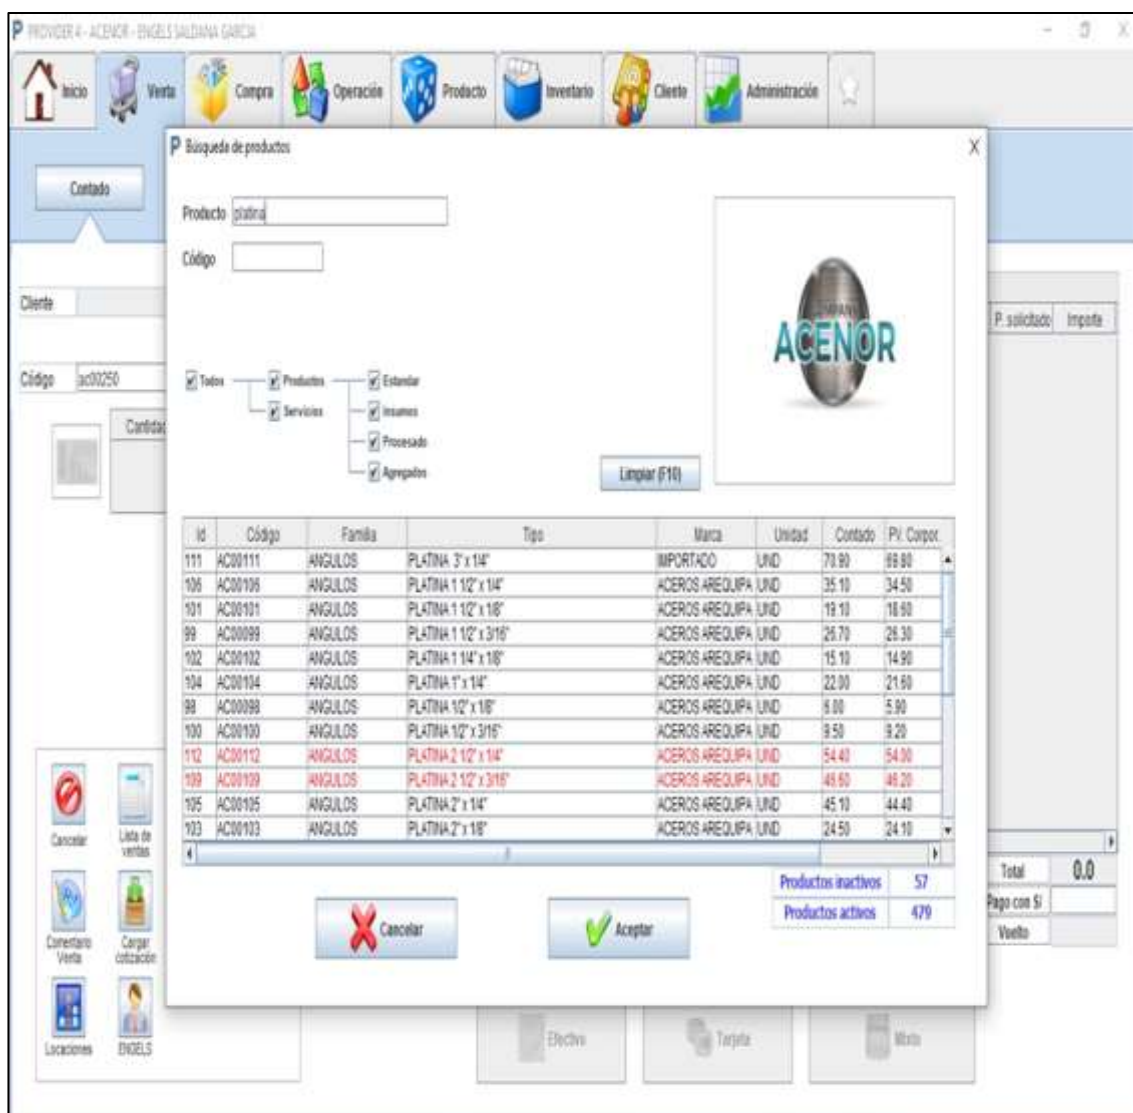 PROVIDER 4 - ACENOR - ENGELS SALDANA GARCIA
Inicio Venta Compra Operación Producto Inventario Cliente Administración
Búsqueda de productos
Contado
Producto platina
Código
Cliente
P. solicitado Importe
COMPANY
ACENOR
Código ac00250
Todos Productos Estandar
Servicios Insumos
Procesado
Agregados
Cantidad
Limpiar (F10)
Id Código Familia Tipo Marca Unidad Contado PV. Corpor.
111 AC00111 ANGULOS PLATINA 3" x 1/4" IMPORTADO UND 70.90 69.80
106 AC00106 ANGULOS PLATINA 1 1/2" x 1/4" ACEROS AREQUIPA UND 35.10 34.50
101 AC00101 ANGULOS PLATINA 1 1/2" x 1/8" ACEROS AREQUIPA UND 19.10 18.60
99 AC00099 ANGULOS PLATINA 1 1/2" x 3/16" ACEROS AREQUIPA UND 26.70 26.30
102 AC00102 ANGULOS PLATINA 1 1/4" x 1/8" ACEROS AREQUIPA UND 15.10 14.90
104 AC00104 ANGULOS PLATINA 1" x 1/4" ACEROS AREQUIPA UND 22.00 21.60
98 AC00098 ANGULOS PLATINA 1/2" x 1/8" ACEROS AREQUIPA UND 6.00 5.90
100 AC00100 ANGULOS PLATINA 1/2" x 3/16" ACEROS AREQUIPA UND 9.50 9.20
112 AC00112 ANGULOS PLATINA 2 1/2" x 1/4" ACEROS AREQUIPA UND 54.40 54.00
109 AC00109 ANGULOS PLATINA 2 1/2" x 3/16" ACEROS AREQUIPA UND 46.60 46.20
105 AC00105 ANGULOS PLATINA 2" x 1/4" ACEROS AREQUIPA UND 45.10 44.40
103 AC00103 ANGULOS PLATINA 2" x 1/8" ACEROS AREQUIPA UND 24.50 24.10
Productos inactivos 57
Productos activos 479
Cancelar Aceptar
Cancelar Lista de ventas
Comentario Venta Cargar cotización
Locaciones ENGELS
Total 0.0
Pago con S/
Vuelto
Efectivo Tarjeta Mixto